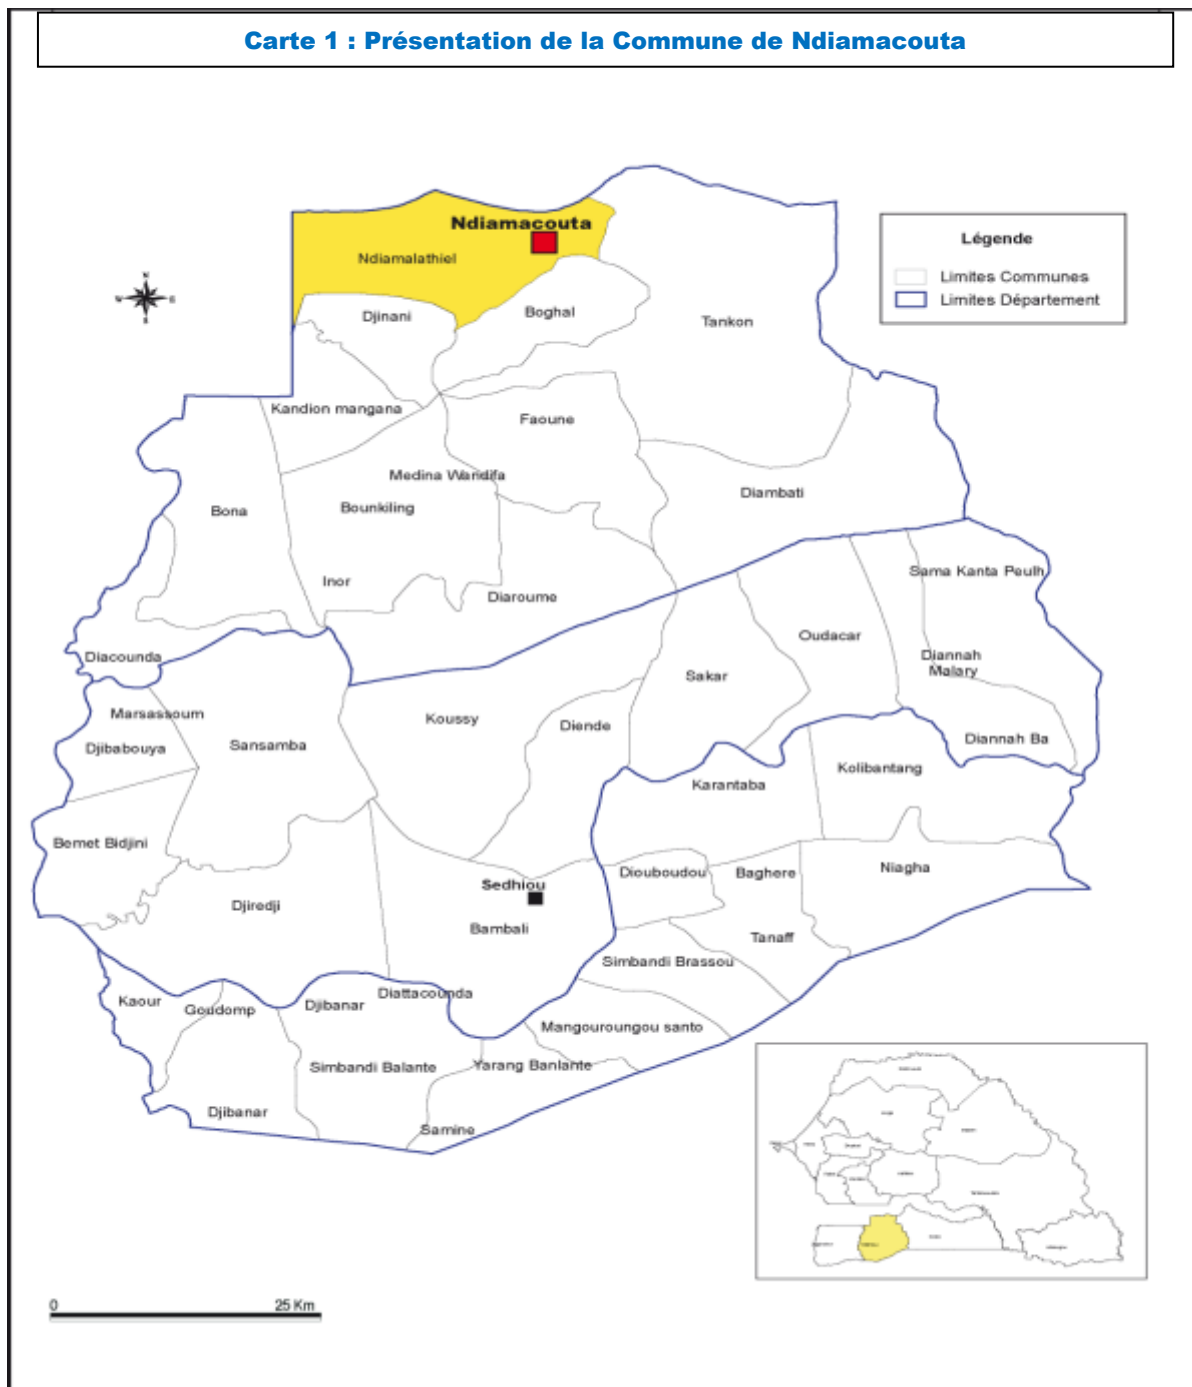 Carte 1 : Présentation de la Commune de Ndiamacouta
Ndiamacouta
Ndiamalathiel
Légende
Limites Communes
Limites Département
N
W
E
S
Djinani
Boghal
Tankon
Kandion mangana
Faoune
Medina Waridifa
Diambati
Bona
Bounkiling
Inor
Diaroume
Sama Kanta Peulh
Oudacar
Diacounda
Diannah
Malary
Sakar
Marsassoum
Koussy
Diende
Djibabouya
Sansamba
Diannah Ba
Kolibantang
Karantaba
Bemet Bidjini
Diouboudou
Baghere
Niagha
Sedhiou
Djiredji
Bambali
Tanaff
Simbandi Brassou
Kaour
Goudomp
Djibanar
Diattacounda
Mangouroungou santo
Simbandi Balante
Yarang Banlante
Djibanar
Samine
0
25 Km